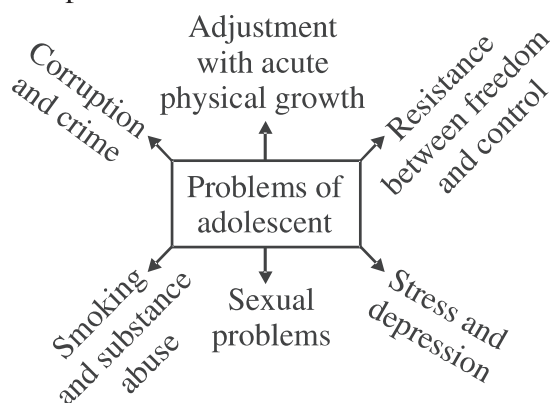 Adjustment
with acute
physical growth
Corruption
and crime
Resistance
between freedom
and control
Problems of
adolescent
Smoking
and substance
abuse
Sexual
problems
Stress and
depression